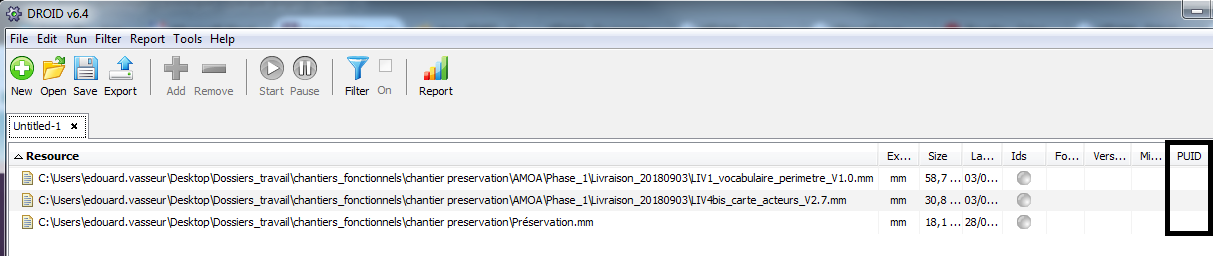 DROID v6.4
File Edit Run Filter Report Tools Help
New Open Save Export Add Remove Start Pause Filter On Report
Untitled-1 x
Resource Ex... Size La... Ids Fo... Vers... Mi... PUID
C:\Users\edouard.vasseur\Desktop\Dossiers_travail\chantiers_fonctionnels\chantier preservation\AMOA\Phase_1\Livraison_20180903\LIV1_vocabulaire_perimetre_V1.0.mm mm 58,7 ... 03/0...
C:\Users\edouard.vasseur\Desktop\Dossiers_travail\chantiers_fonctionnels\chantier preservation\AMOA\Phase_1\Livraison_20180903\LIV4bis_carte_acteurs_V2.7.mm mm 30,8 ... 03/0...
C:\Users\edouard.vasseur\Desktop\Dossiers_travail\chantiers_fonctionnels\chantier preservation\Préservation.mm mm 18,1 ... 28/0...